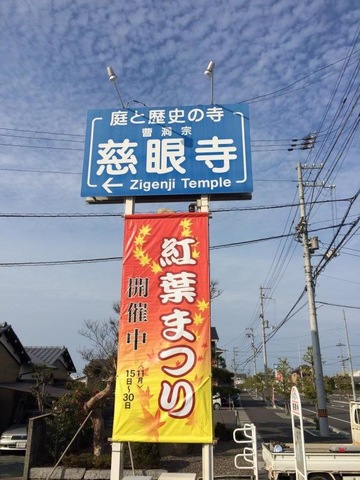 庭と歴史の寺
曹洞宗
慈眼寺
← Zigenji Temple
紅葉まつり
開催中
11月
15日~30日